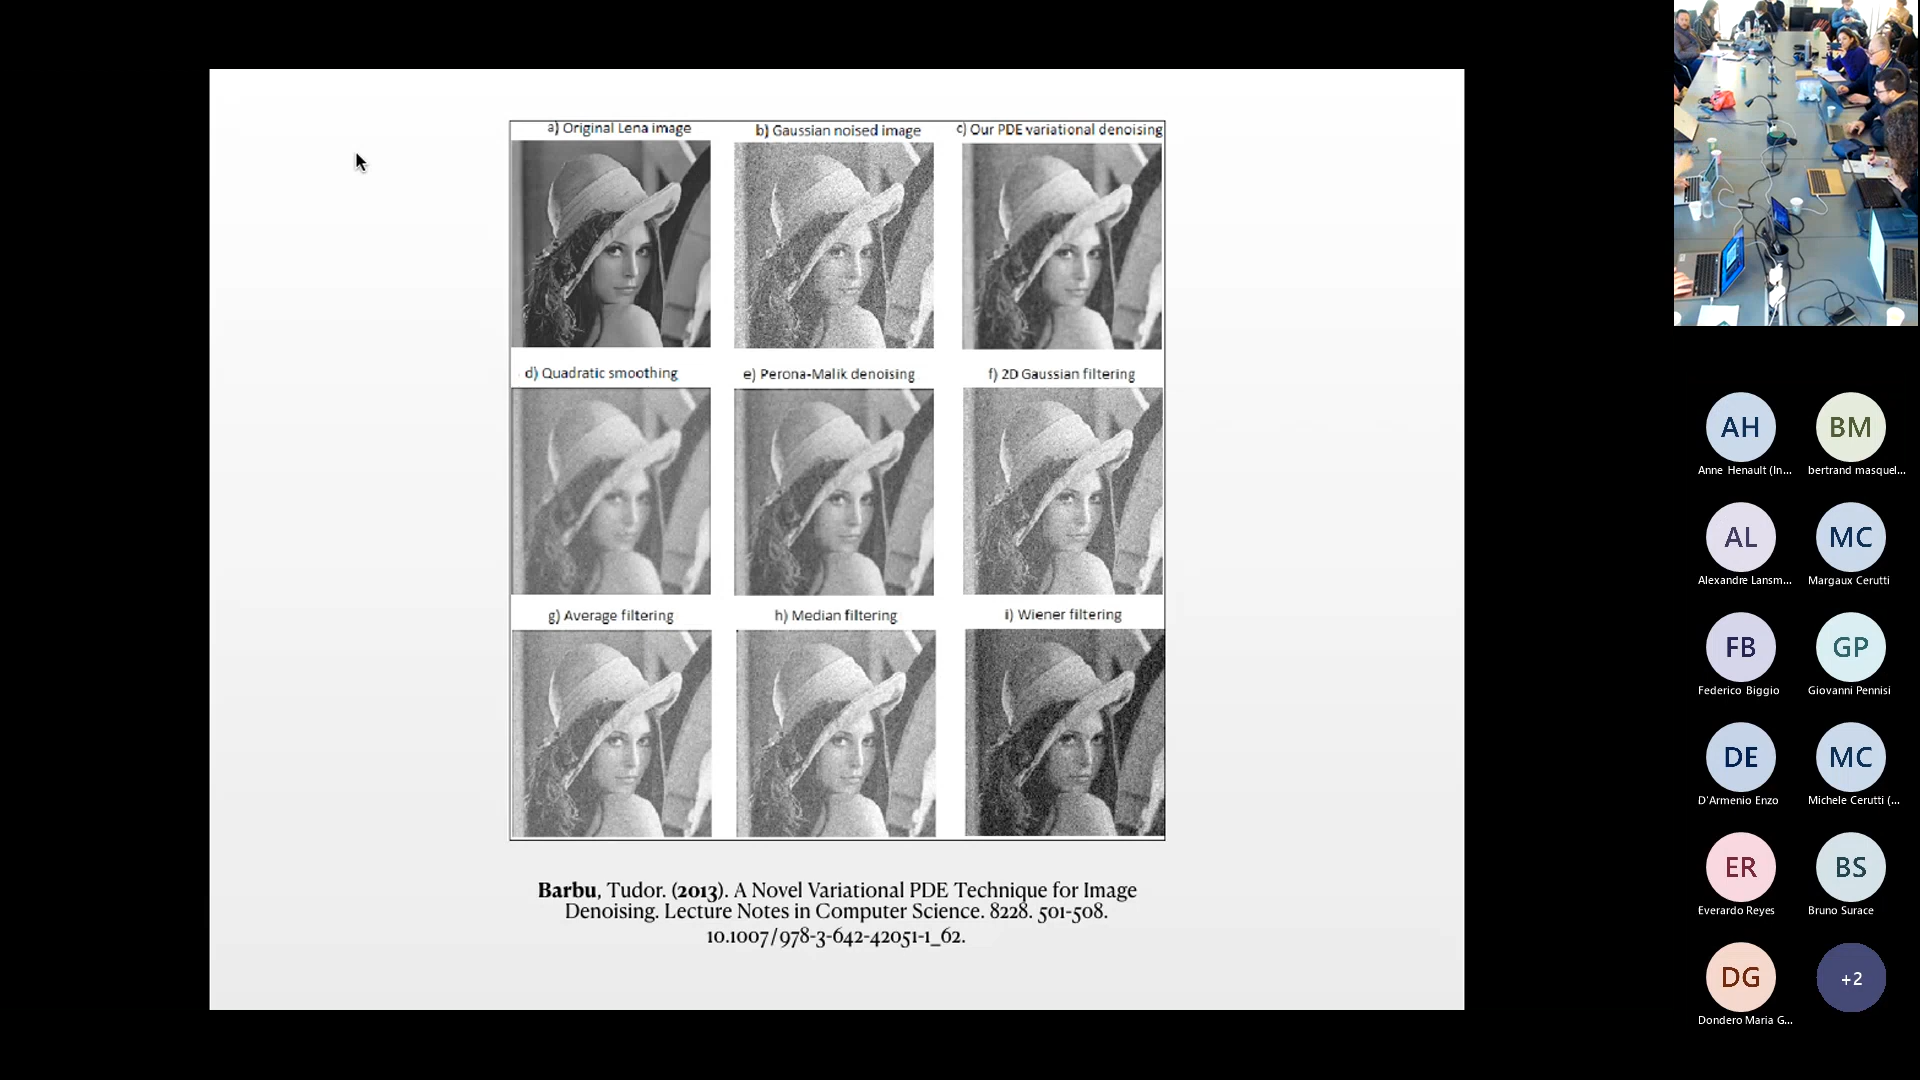 a) Original Lena image
b) Gaussian noised image
c) Our PDE variational denoising
d) Quadratic smoothing
e) Perona-Malik denoising
f) 2D Gaussian filtering
g) Average filtering
h) Median filtering
i) Wiener filtering
Barbu, Tudor. (2013). A Novel Variational PDE Technique for Image
Denoising. Lecture Notes in Computer Science. 8228. 501-508.
10.1007/978-3-642-42051-1_62.
AH
BM
Anne Henault (In...
bertrand masquel...
AL
MC
Alexandre Lansm...
Margaux Cerutti
FB
GP
Federico Biggio
Giovanni Pennisi
DE
MC
D'Armenio Enzo
Michele Cerutti (...
ER
BS
Everardo Reyes
Bruno Surace
DG
+2
Dondero Maria G...